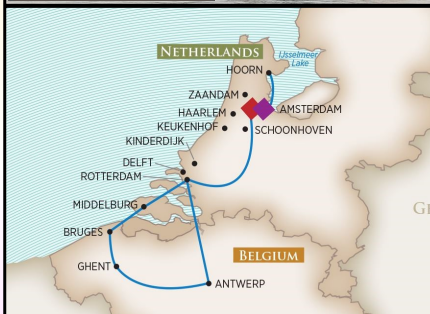 NETHERLANDS
IJsselmeer
Lake
HOORN
ZAANDAM
AMSTERDAM
HAARLEM
KEUKENHOF
SCHOONHOVEN
KINDERDIJK
DELFT
ROTTERDAM
MIDDELBURG
BRUGES
BELGIUM
GHENT
ANTWERP